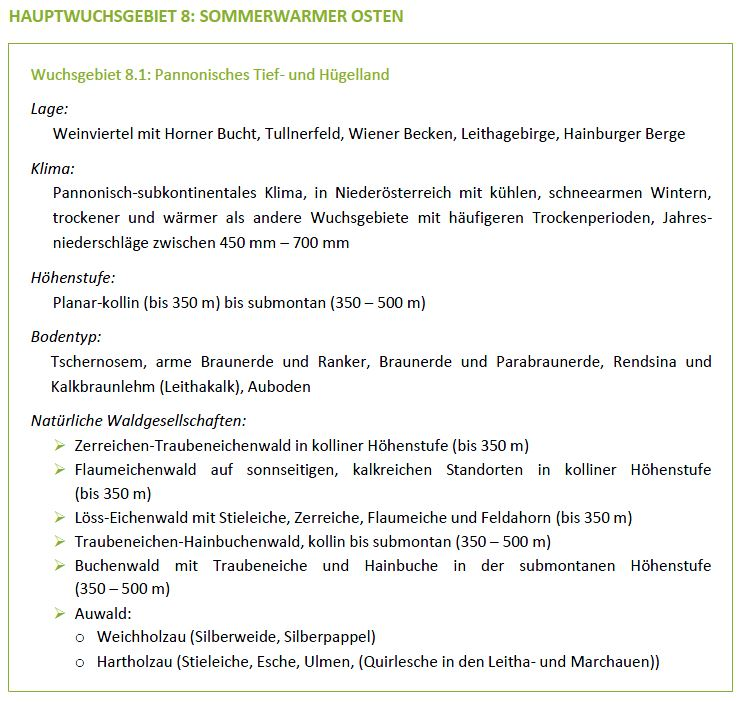 HAUPTWUCHSGEBIET 8: SOMMERWARMER OSTEN
Wuchsgebiet 8.1: Pannonisches Tief- und Hügelland
Lage:
Weinviertel mit Horner Bucht, Tullnerfeld, Wiener Becken, Leithagebirge, Hainburger Berge
Klima:
Pannonisch-subkontinentales Klima, in Niederösterreich mit kühlen, schneearmen Wintern,
trockener und wärmer als andere Wuchsgebiete mit häufigeren Trockenperioden, Jahres-
niederschläge zwischen 450 mm – 700 mm
Höhenstufe:
Planar-kollin (bis 350 m) bis submontan (350 – 500 m)
Bodentyp:
Tschernosem, arme Braunerde und Ranker, Braunerde und Parabraunerde, Rendsina und
Kalkbraunlehm (Leithakalk), Auboden
Natürliche Waldgesellschaften:
➢ Zerreichen-Traubeneichenwald in kolliner Höhenstufe (bis 350 m)
➢ Flaumeichenwald auf sonnseitigen, kalkreichen Standorten in kolliner Höhenstufe
(bis 350 m)
➢ Löss-Eichenwald mit Stieleiche, Zerreiche, Flaumeiche und Feldahorn (bis 350 m)
➢ Traubeneichen-Hainbuchenwald, kollin bis submontan (350 – 500 m)
➢ Buchenwald mit Traubeneiche und Hainbuche in der submontanen Höhenstufe
(350 – 500 m)
➢ Auwald:
o Weichholzau (Silberweide, Silberpappel)
o Hartholzau (Stieleiche, Esche, Ulmen, (Quirlesche in den Leitha- und Marchauen))